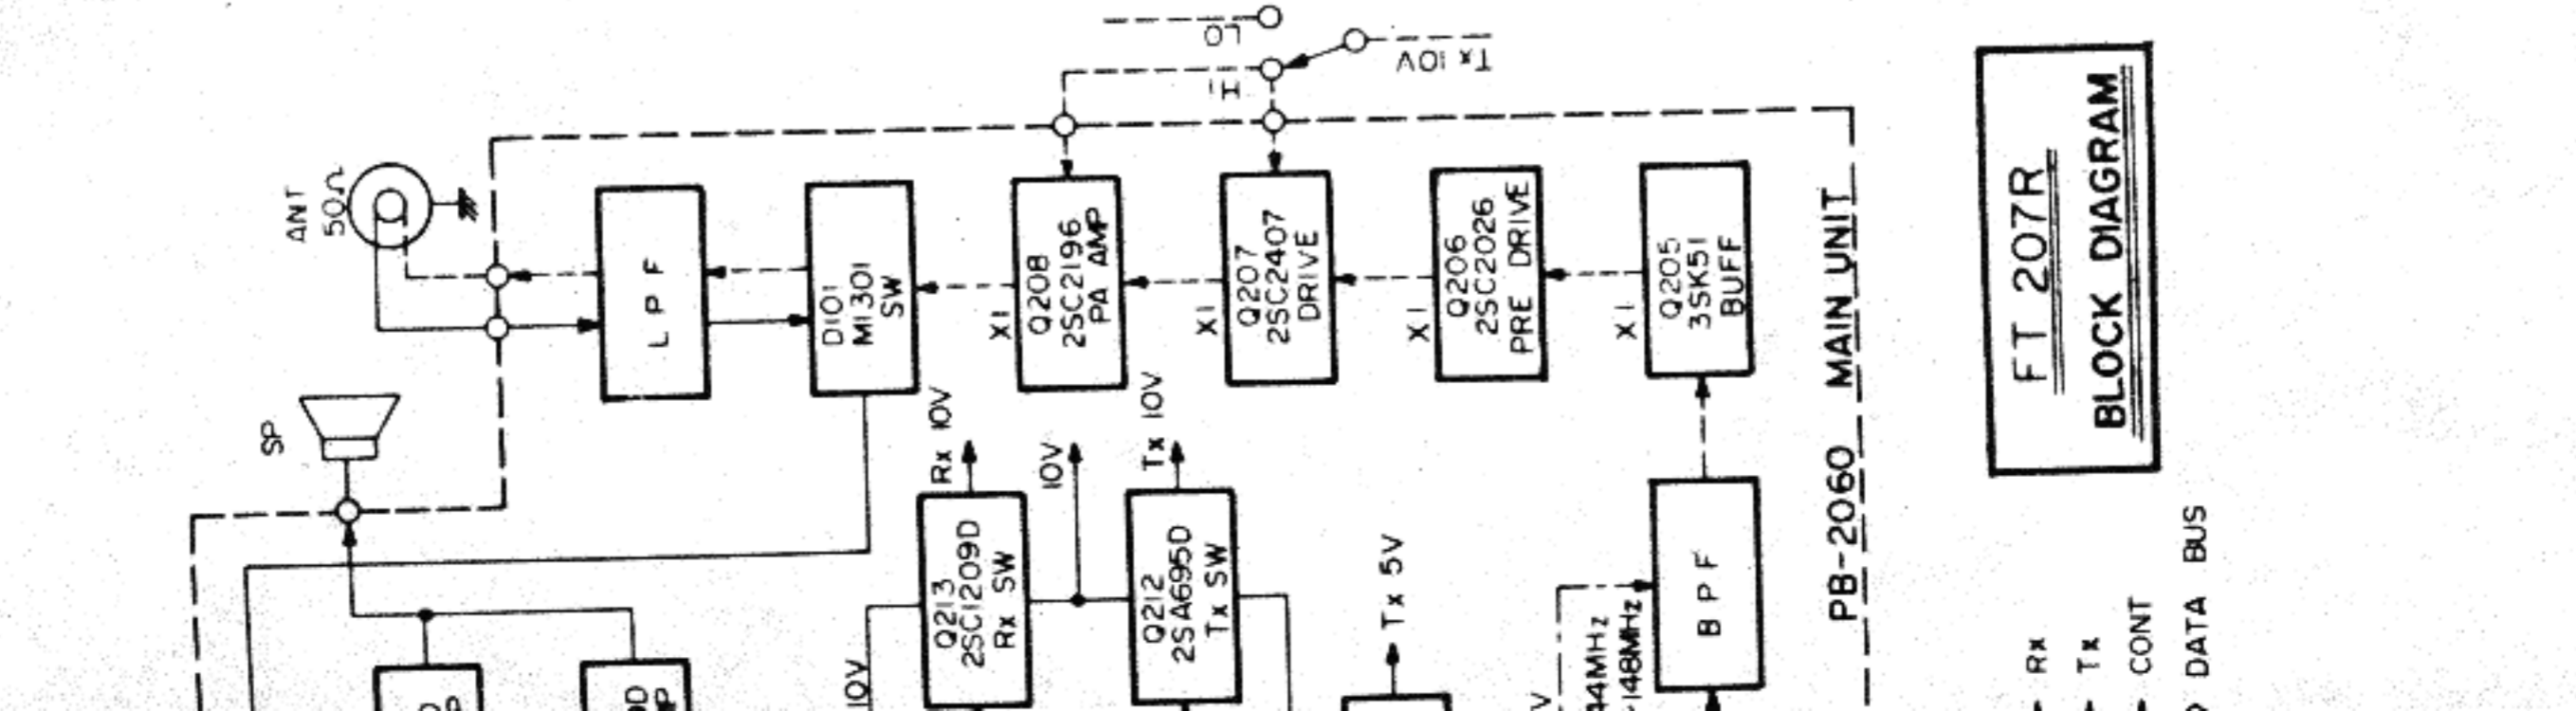 LO
HI
Tx 10V
ANT
50Ω
L P F
D101
M1301
SW
X1
Q208
2SC2196
PA AMP
X1
Q207
2SC2407
DRIVE
X1
Q206
2SC2026
PRE DRIVE
X1
Q205
3SK51
BUFF
PB-2060 MAIN UNIT
FT 207R
BLOCK DIAGRAM
SP
Rx 10V
10V
Tx 10V
Q213
2SC1209D
Rx SW
Q212
2SA695D
Tx SW
10V
Tx 5V
B P F
148MHz
Rx
Tx
CONT
DATA BUS